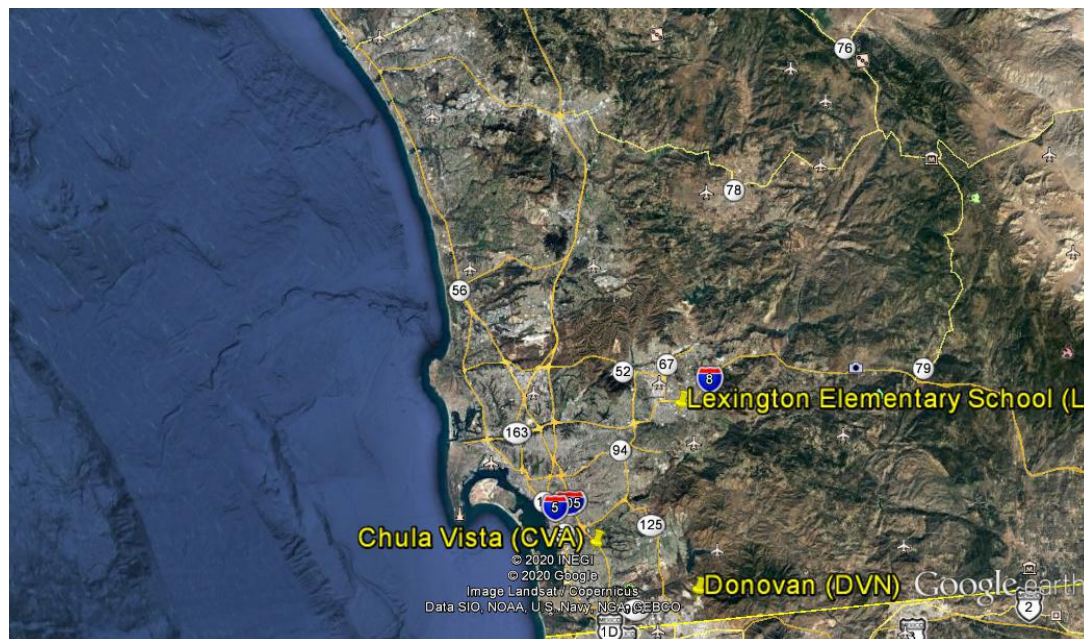 76
78
56
52
67
8
79
Lexington Elementary School (L
163
94
5
125
Chula Vista (CVA)
© 2020 INEGI
© 2020 Google
Image Landsat / Copernicus
Data SIO, NOAA, U.S. Navy, NGA, GEBCO
Donovan (DVN)
Google earth
2
1D